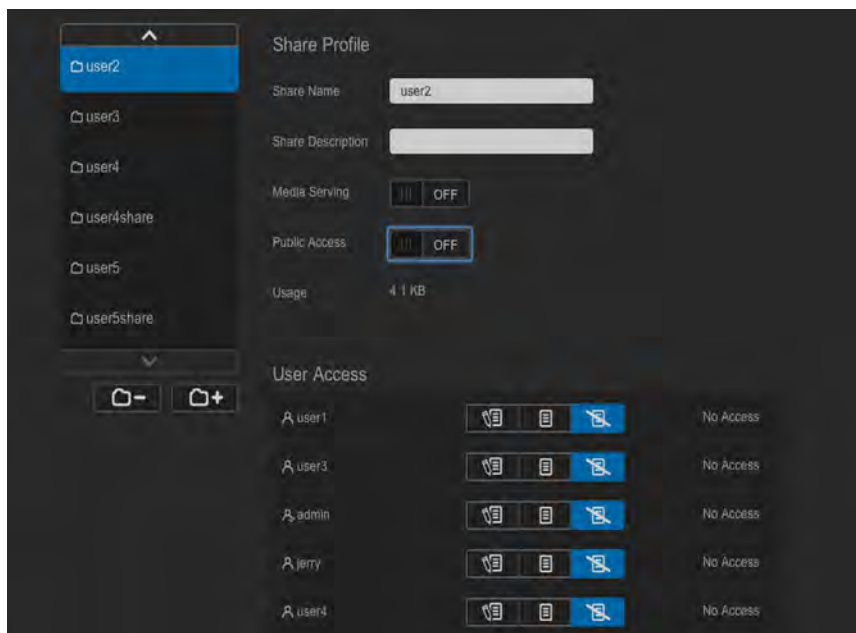 user2
user3
user4
user4share
user5
user5share
Share Profile
Share Name user2
Share Description
Media Serving OFF
Public Access OFF
Usage 4.1 KB
User Access
user1 No Access
user3 No Access
admin No Access
jerry No Access
user4 No Access